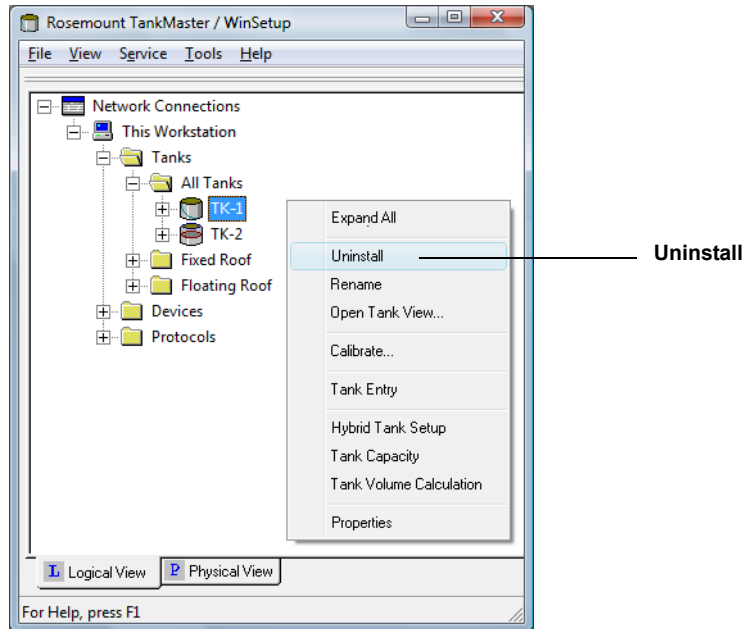 Rosemount TankMaster / WinSetup
File View Service Tools Help
Network Connections
This Workstation
Tanks
All Tanks
TK-1
TK-2
Fixed Roof
Floating Roof
Devices
Protocols
Expand All
Uninstall
Rename
Open Tank View...
Calibrate...
Tank Entry
Hybrid Tank Setup
Tank Capacity
Tank Volume Calculation
Properties
Uninstall
L Logical View P Physical View
For Help, press F1